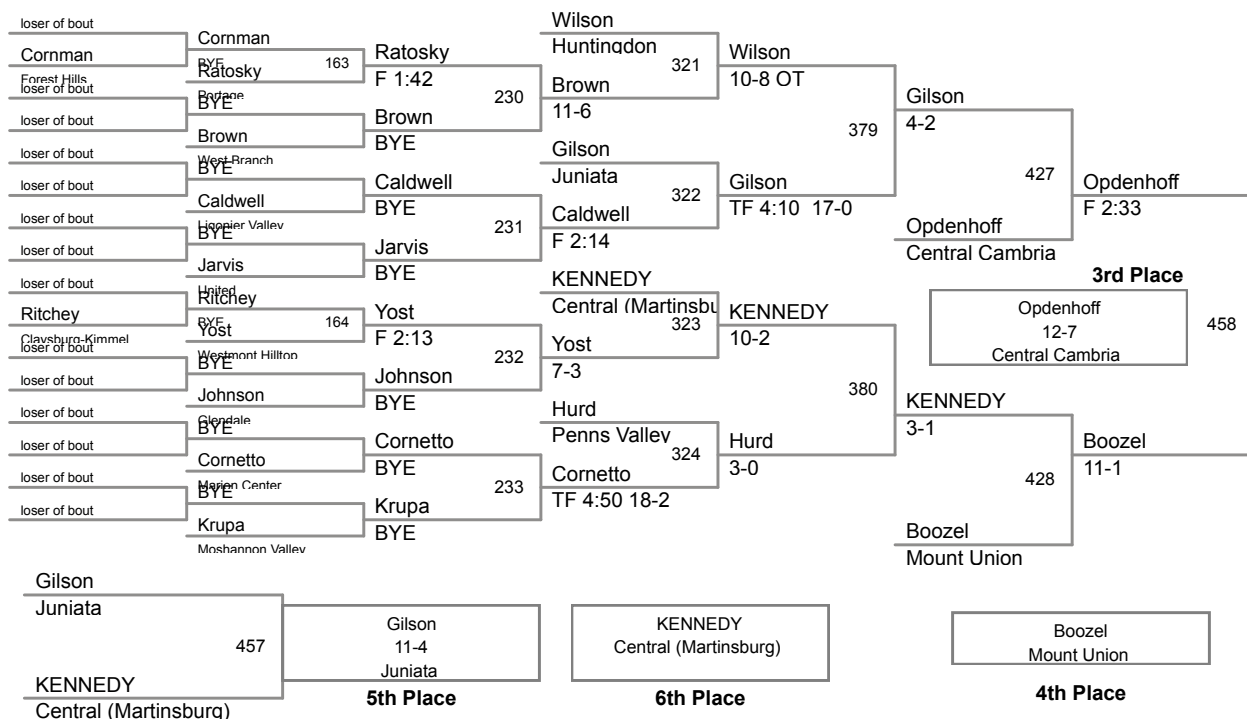 loser of bout
Cornman
Forest Hills
loser of bout
loser of bout
loser of bout
loser of bout
loser of bout
loser of bout
loser of bout
loser of bout
Ritchey
Claysburg-Kimmel
loser of bout
loser of bout
loser of bout
loser of bout
loser of bout
loser of bout
Cornman
BYE
163
Ratosky
Portage
BYE
Brown
West Branch
BYE
Caldwell
Ligonier Valley
BYE
Jarvis
United
Ritchey
BYE
164
Yost
Westmont Hilltop
BYE
Johnson
Glendale
BYE
Cornetto
Marion Center
BYE
Krupa
Moshannon Valley
Ratosky
F 1:42
230
Brown
BYE
Caldwell
BYE
231
Jarvis
BYE
Yost
F 2:13
232
Johnson
BYE
Cornetto
BYE
233
Krupa
BYE
Wilson
Huntingdon
321
Brown
11-6
Gilson
Juniata
322
Caldwell
F 2:14
KENNEDY
Central (Martinsbu
323
Yost
7-3
Hurd
Penns Valley
324
Cornetto
TF 4:50 18-2
Wilson
10-8 OT
379
Gilson
TF 4:10 17-0
KENNEDY
10-2
380
Hurd
3-0
Gilson
4-2
427
Opdenhoff
Central Cambria
KENNEDY
3-1
428
Boozel
Mount Union
Opdenhoff
F 2:33
3rd Place
Opdenhoff
12-7
Central Cambria
458
Boozel
11-1
Gilson
Juniata
457
KENNEDY
Central (Martinsburg)
Gilson
11-4
Juniata
5th Place
KENNEDY
Central (Martinsburg)
6th Place
Boozel
Mount Union
4th Place